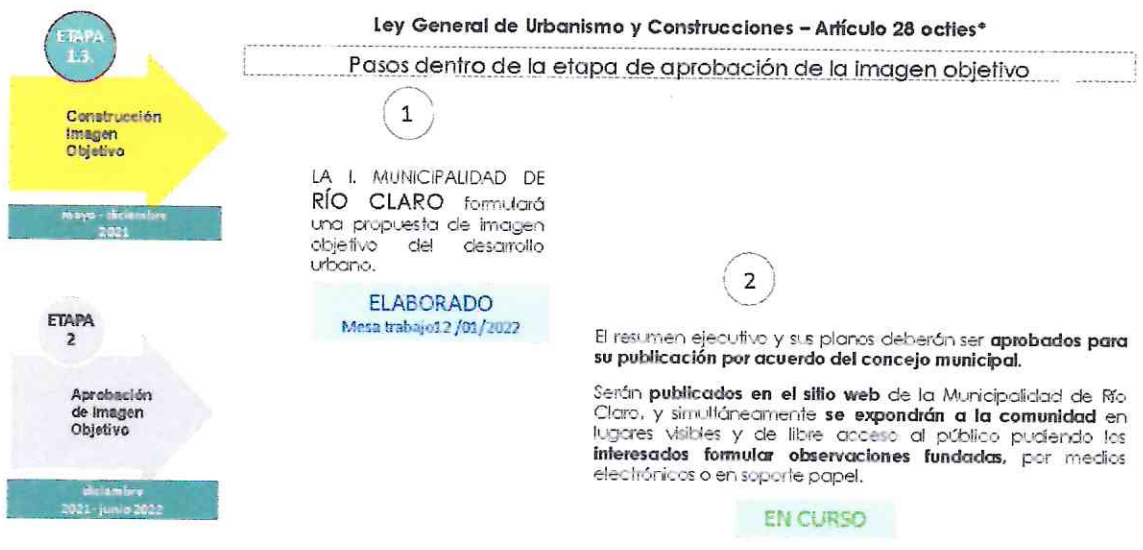 Ley General de Urbanismo y Construcciones – Artículo 28 octies*
Pasos dentro de la etapa de aprobación de la imagen objetivo
ETAPA
1.3.
Construcción
Imagen
Objetivo
mayo - diciembre
2021
1
LA I. MUNICIPALIDAD DE
RÍO CLARO formulará
una propuesta de imagen
objetivo del desarrollo
urbano.
ELABORADO
Mesa trabajo12 /01/2022
ETAPA
2
Aprobación
de Imagen
Objetivo
diciembre
2021 - junio 2022
2
El resumen ejecutivo y sus planos deberán ser aprobados para
su publicación por acuerdo del concejo municipal.
Serán publicados en el sitio web de la Municipalidad de Río
Claro, y simultáneamente se expondrán a la comunidad en
lugares visibles y de libre acceso al público pudiendo los
interesados formular observaciones fundadas, por medios
electrónicos o en soporte papel.
EN CURSO